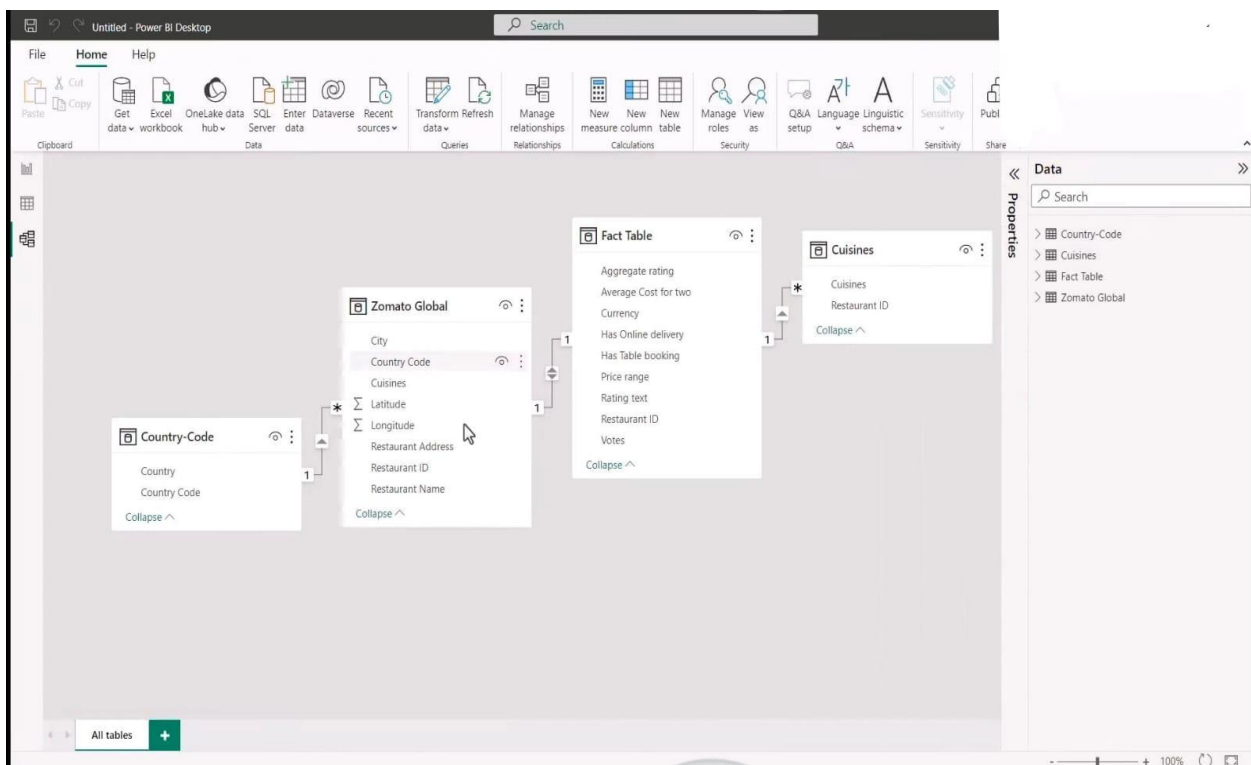 Untitled - Power BI Desktop
Search
File Home Help
Paste
Cut
Copy
Clipboard
Get data
Excel workbook
OneLake data hub
SQL Server
Enter data
Dataverse
Recent sources
Data
Transform data
Refresh
Queries
Manage relationships
Relationships
New measure
New column
New table
Calculations
Manage roles
View as
Security
Q&A setup
Language
Linguistic schema
Q&A
Sensitivity
Sensitivity
Publ
Share
Country-Code
Country
Country Code
Collapse
1
*
Zomato Global
City
Country Code
Cuisines
Σ Latitude
Σ Longitude
Restaurant Address
Restaurant ID
Restaurant Name
Collapse
1
1
Fact Table
Aggregate rating
Average Cost for two
Currency
Has Online delivery
Has Table booking
Price range
Rating text
Restaurant ID
Votes
Collapse
1
*
Cuisines
Cuisines
Restaurant ID
Collapse
Properties
Data
Search
Country-Code
Cuisines
Fact Table
Zomato Global
All tables
+
- + 100%